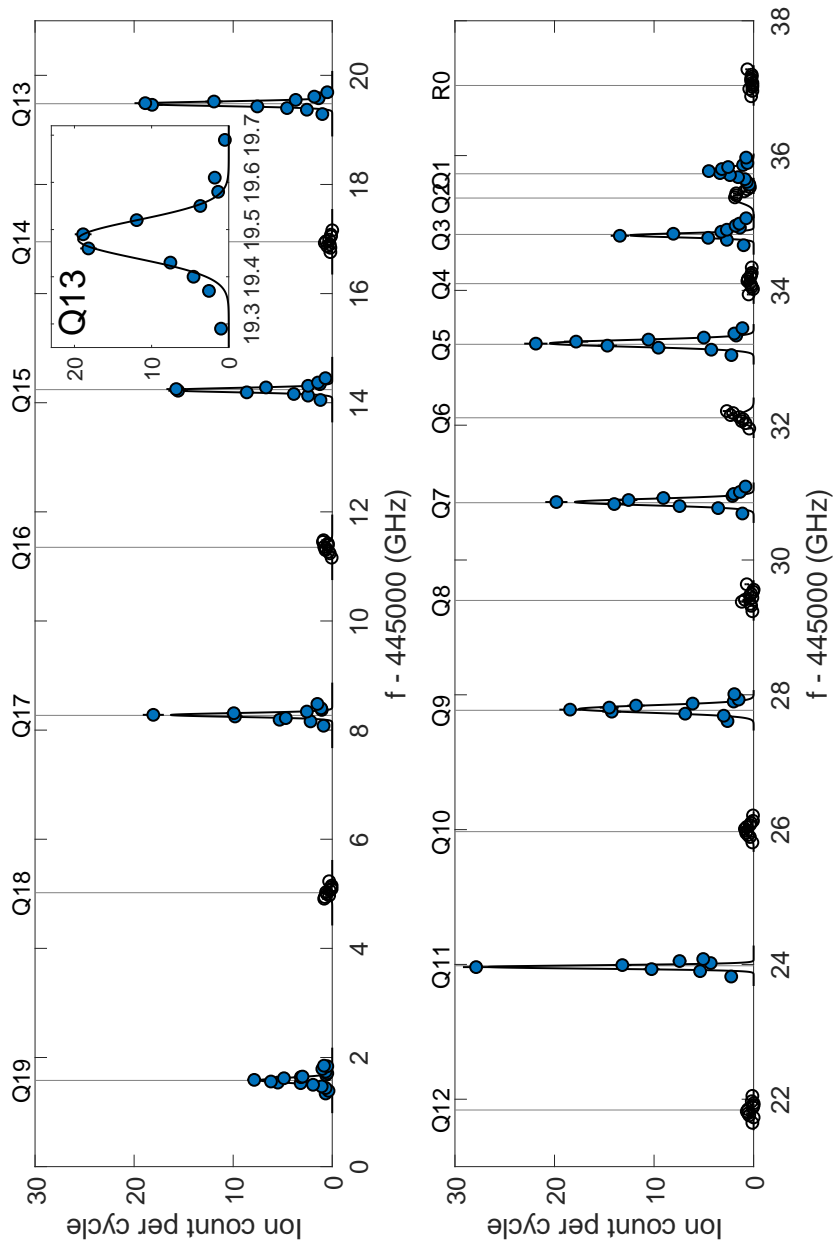 Q19
Q18
Q17
Q16
Q15
Q14
Q13
30
20
10
0
Ion count per cycle
0
2
4
6
8
10
12
14
16
18
20
f - 445000 (GHz)
Q13
20
10
0
19.3
19.4
19.5
19.6
19.7
Q12
Q11
Q10
Q9
Q8
Q7
Q6
Q5
Q4
Q3
Q2
Q1
R0
30
20
10
0
Ion count per cycle
22
24
26
28
30
32
34
36
38
f - 445000 (GHz)